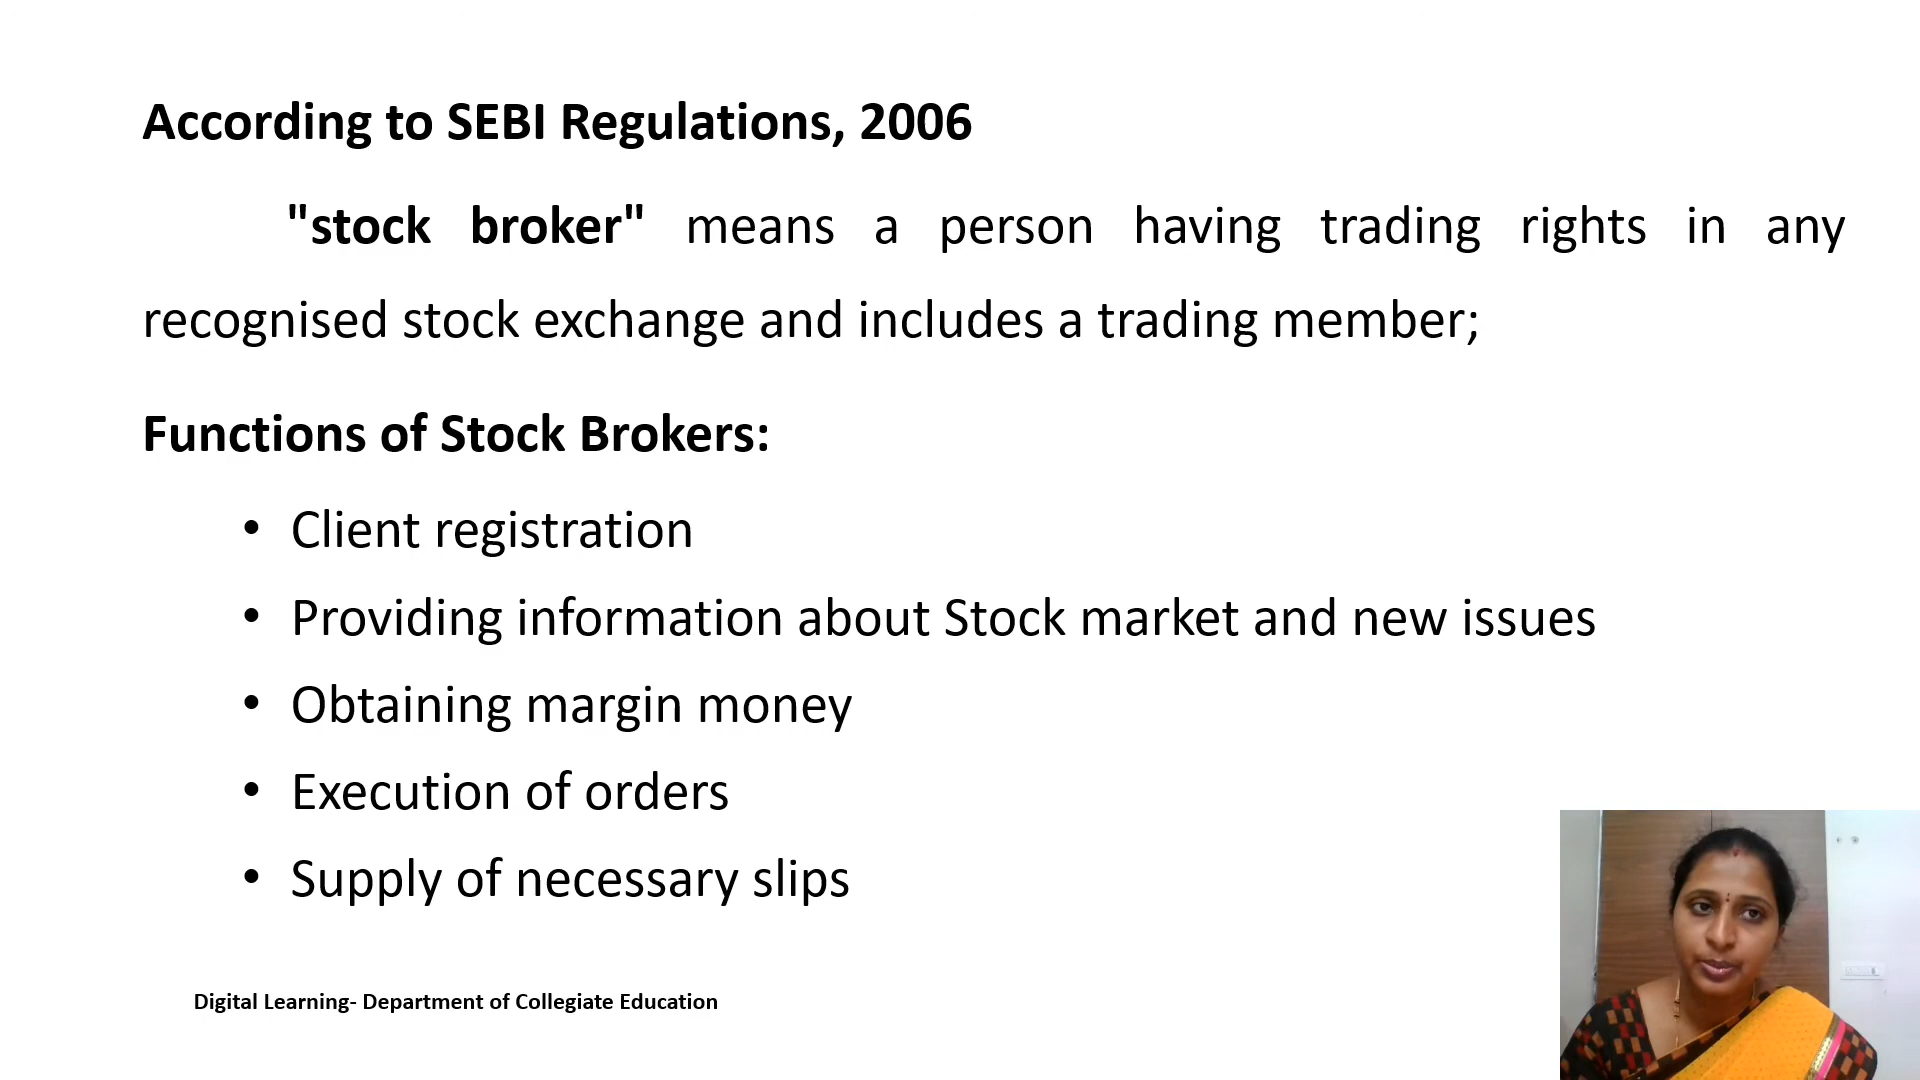 According to SEBI Regulations, 2006
"stock broker" means a person having trading rights in any
recognised stock exchange and includes a trading member;
Functions of Stock Brokers:
• Client registration
• Providing information about Stock market and new issues
• Obtaining margin money
• Execution of orders
• Supply of necessary slips
Digital Learning- Department of Collegiate Education